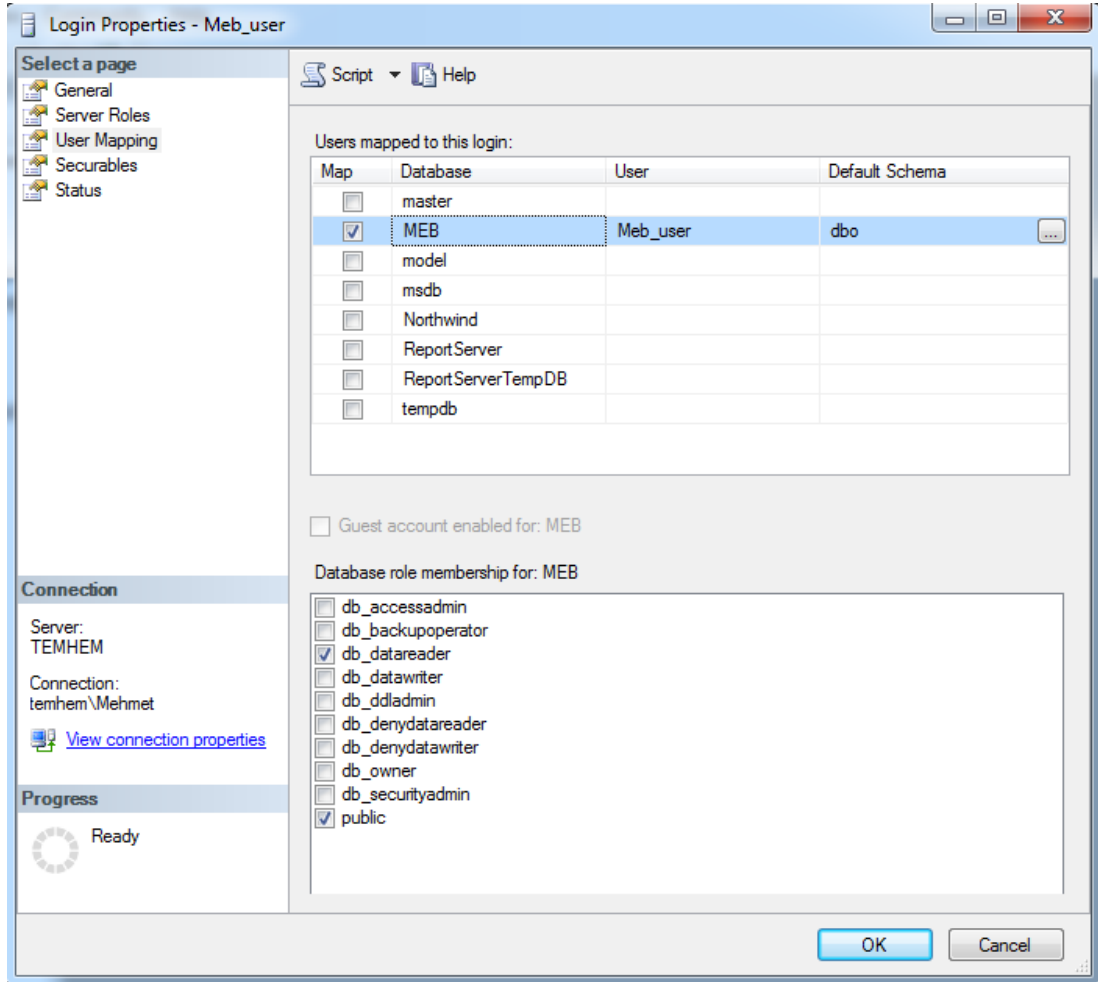 Login Properties - Meb_user
Select a page
General
Server Roles
User Mapping
Securables
Status
Script Help
Users mapped to this login:
Map Database User Default Schema
master
MEB Meb_user dbo ...
model
msdb
Northwind
ReportServer
ReportServerTempDB
tempdb
Guest account enabled for: MEB
Database role membership for: MEB
db_accessadmin
db_backupoperator
db_datareader
db_datawriter
db_ddladmin
db_denydatareader
db_denydatawriter
db_owner
db_securityadmin
public
Connection
Server:
TEMHEM
Connection:
temhem\Mehmet
View connection properties
Progress
Ready
OK Cancel